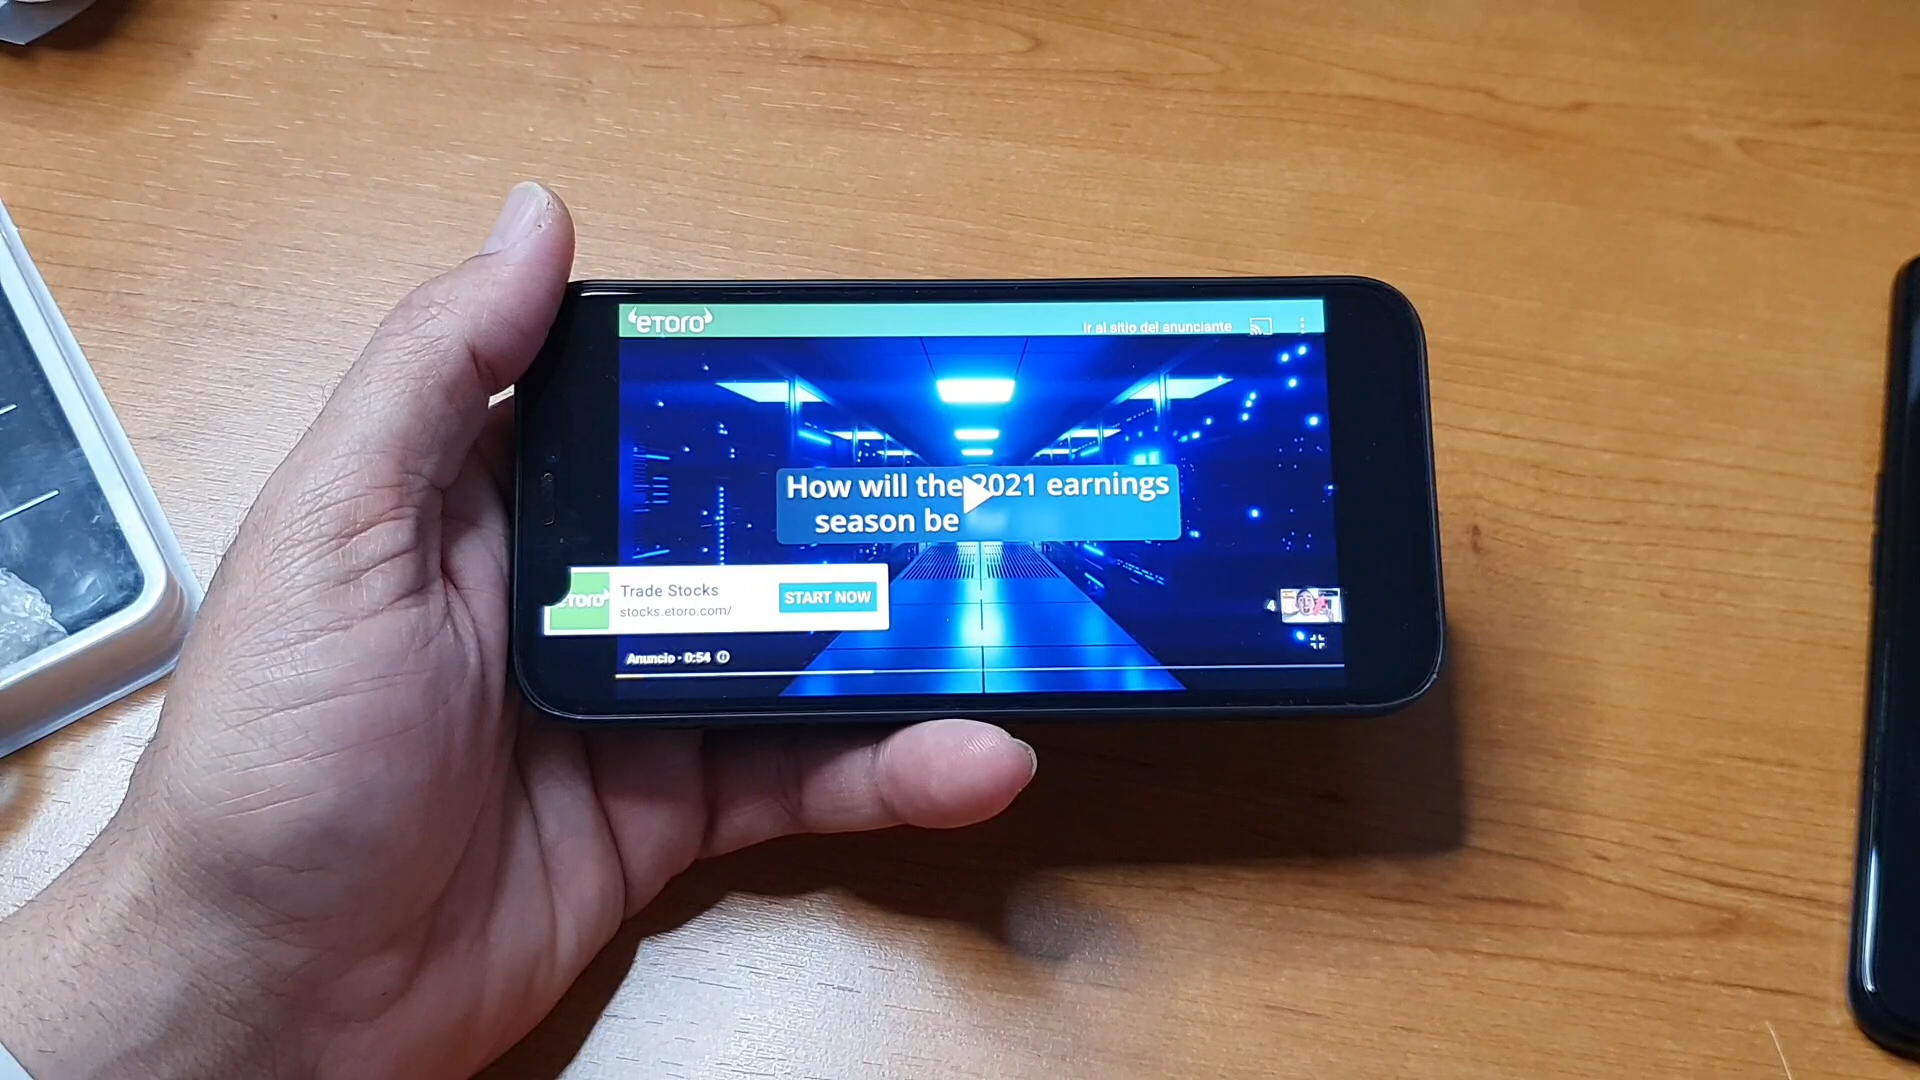 eToro
Ir al sitio del anunciante
How will the 2021 earnings
season be
eToro
Trade Stocks
stocks.etoro.com/
START NOW
4
Anuncio · 0:54